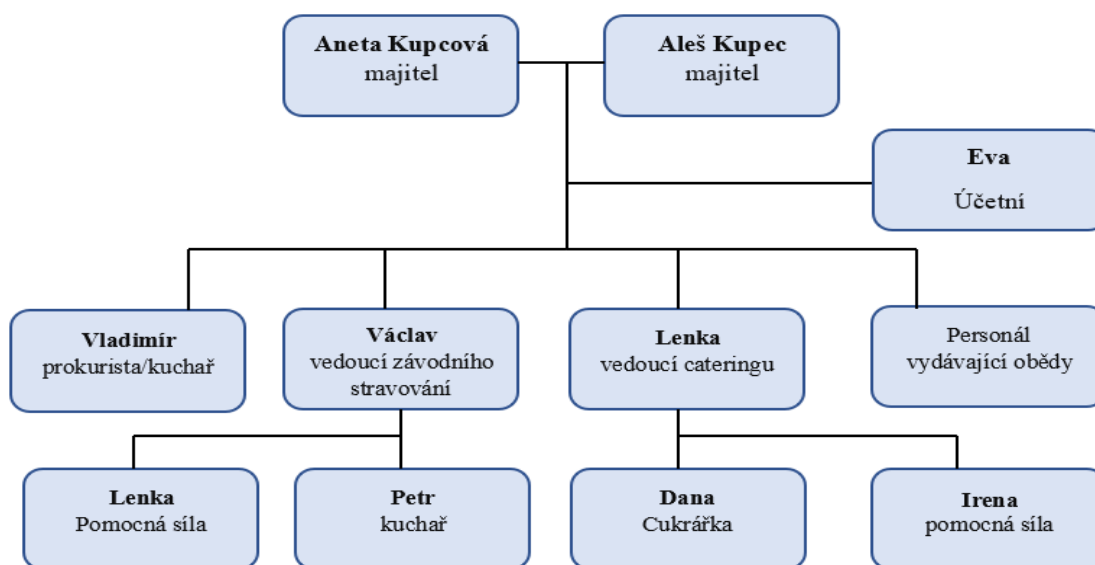 Aneta Kupcová
majitel
Aleš Kupec
majitel
Eva
Účetní
Vladimír
prokurista/kuchař
Václav
vedoucí závodního
stravování
Lenka
vedoucí cateringu
Personál
vydávající obědy
Lenka
Pomocná síla
Petr
kuchař
Dana
Cukrářka
Irena
pomocná síla